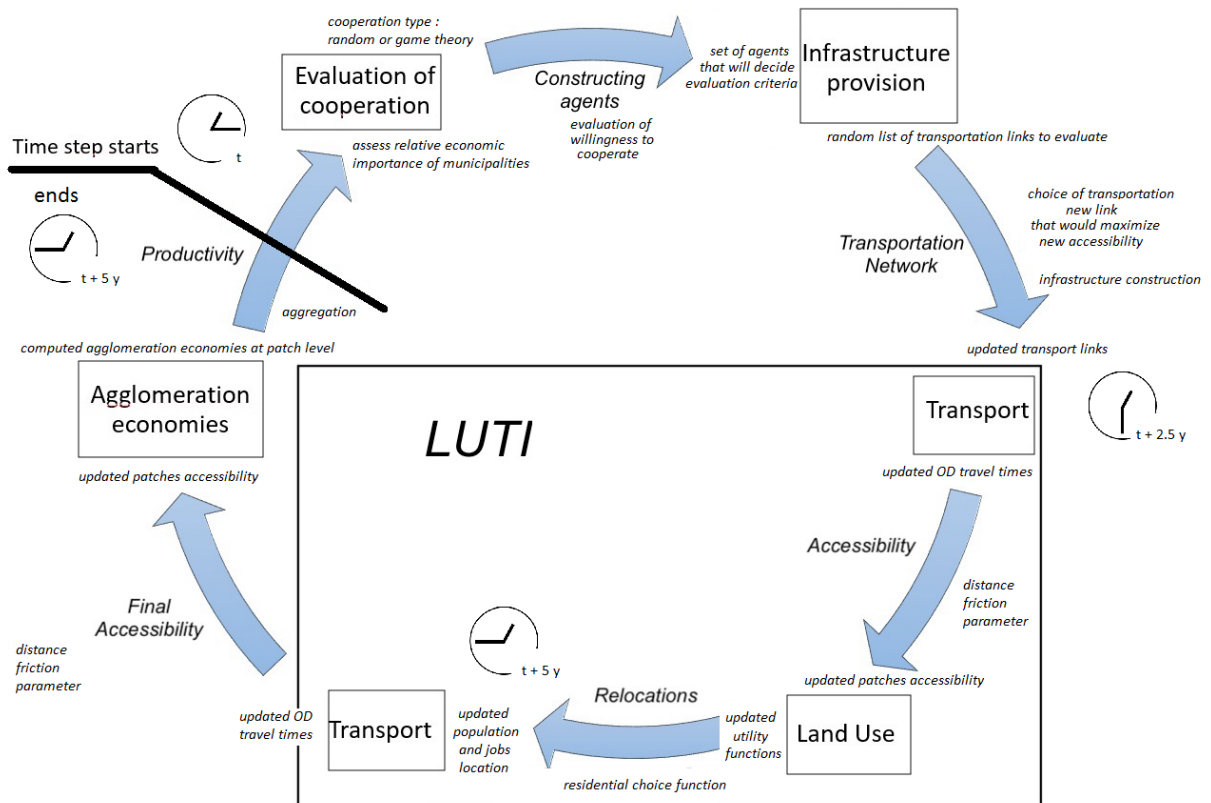 cooperation type :
random or game theory
Evaluation of
cooperation
Constructing
agents
evaluation of
willingness to
cooperate
set of agents
that will decide
evaluation criteria
Infrastructure
provision
random list of transportation links to evaluate
t
Time step starts
ends
t + 5 y
assess relative economic
importance of municipalities
Productivity
aggregation
Transportation
Network
choice of transportation
new link
that would maximize
new accessibility
infrastructure construction
updated transport links
t + 2.5 y
computed agglomeration economies at patch level
Agglomeration
economies
updated patches accessibility
LUTI
Transport
updated OD travel times
Accessibility
distance
friction
parameter
updated patches accessibility
Land Use
updated
utility
functions
Relocations
residential choice function
t + 5 y
updated
population
and jobs
location
Transport
updated OD
travel times
Final
Accessibility
distance
friction
parameter